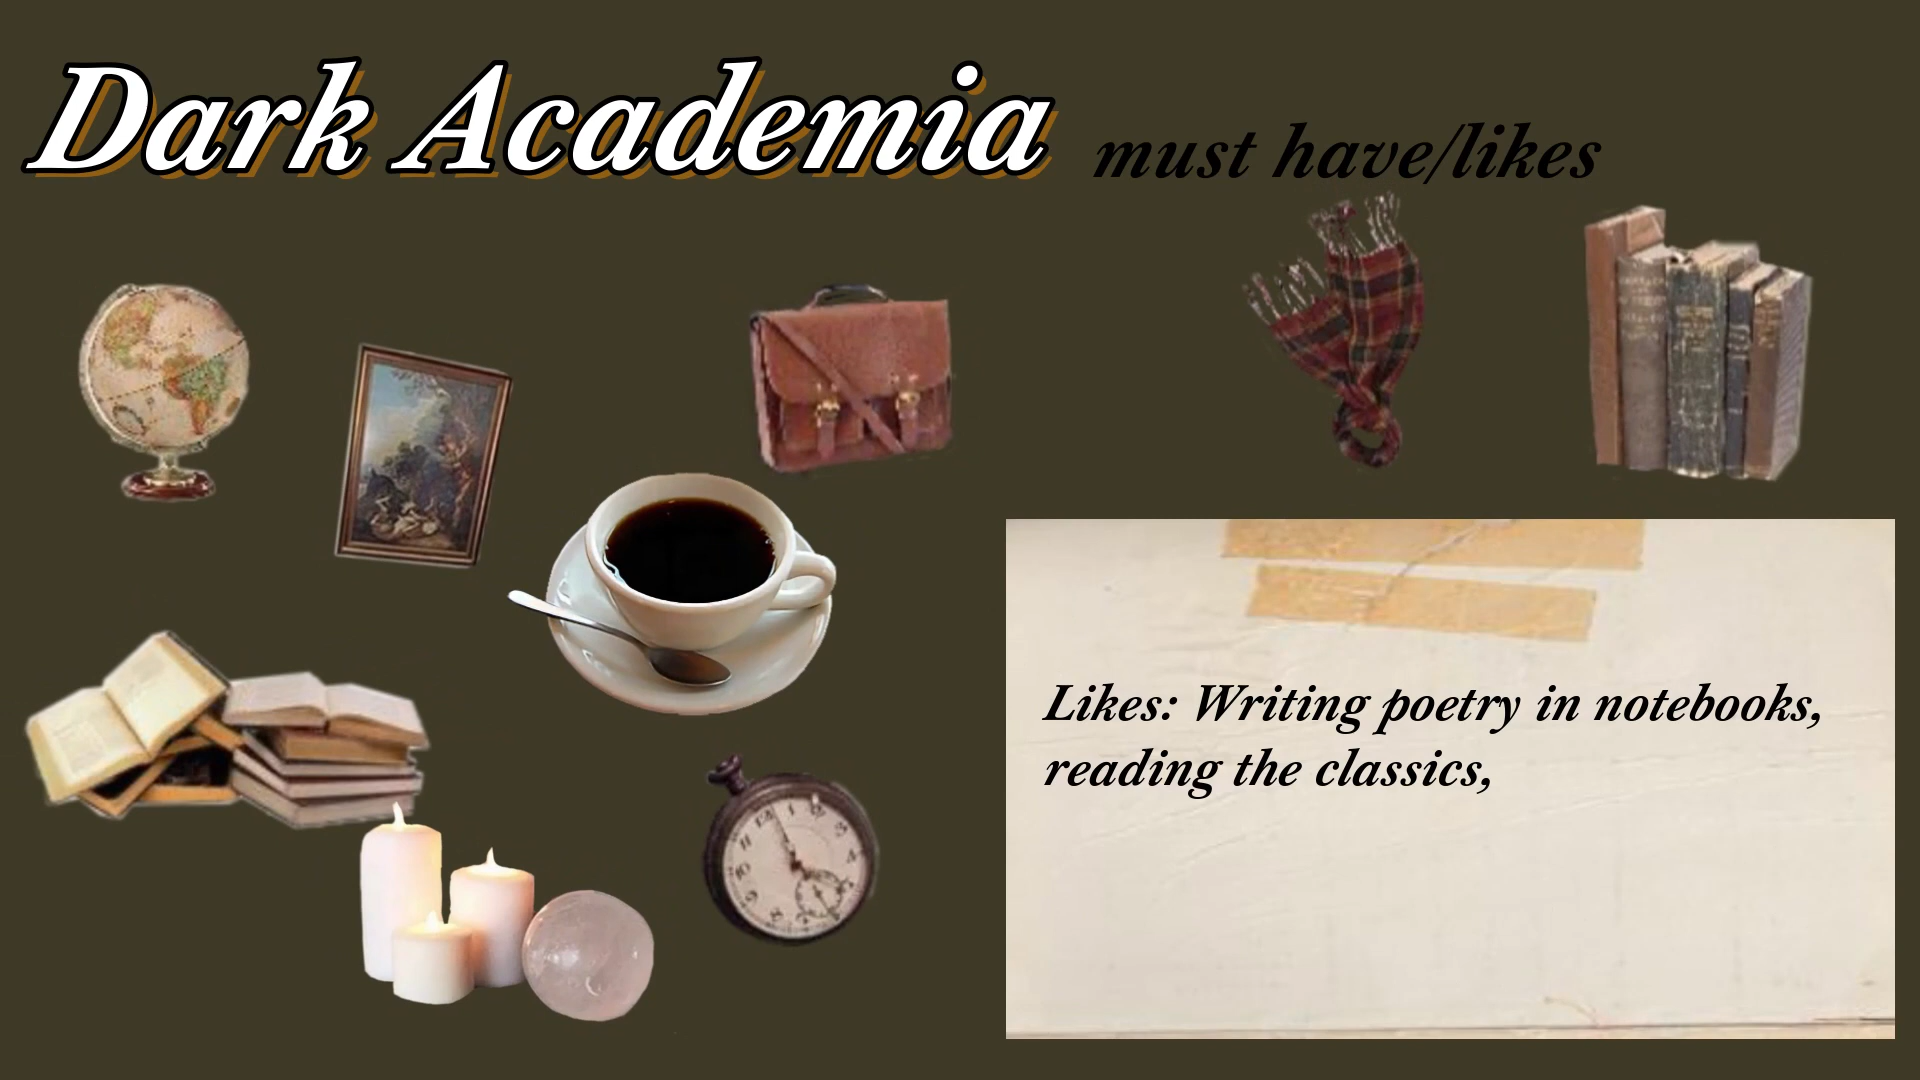 Dark Academia must have/likes
Likes: Writing poetry in notebooks,
reading the classics,